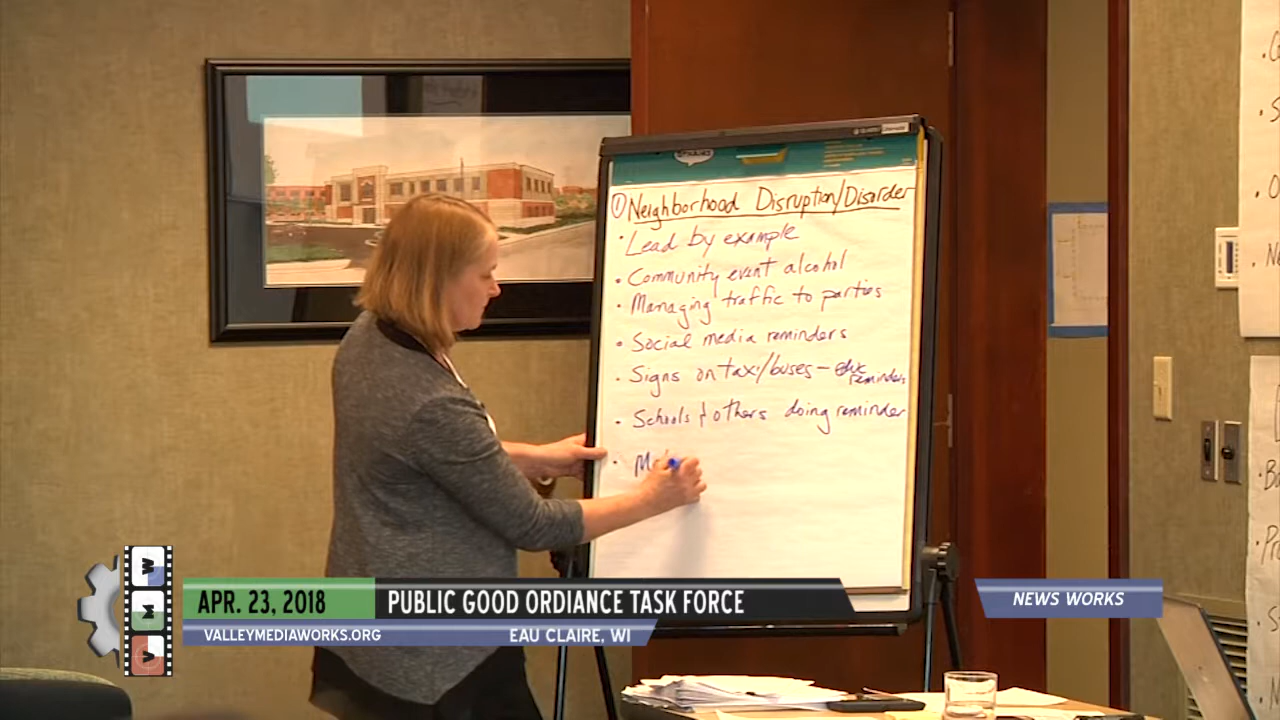 ① Neighborhood Disruption/Disorder
• Lead by example
• Community event alcohol
• Managing traffic to parties
• Social media reminders
• Signs on taxi/buses –
reminders
• Schools & others doing reminder
•
APR. 23, 2018
PUBLIC GOOD ORDIANCE TASK FORCE
NEWS WORKS
VALLEYMEDIAWORKS.ORG
EAU CLAIRE, WI
W
M
V